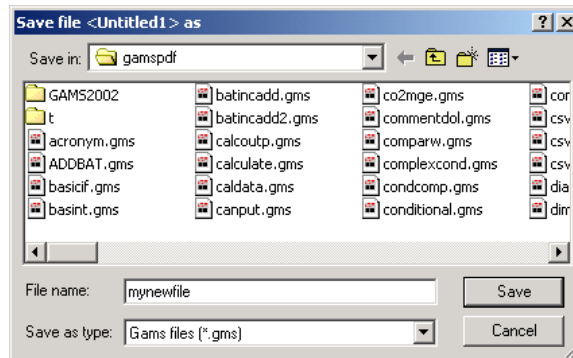 Save file <Untitled1> as
Save in: gamspdf
GAMS2002 batincadd.gms co2mge.gms cor
t batincadd2.gms commentdol.gms csv
acronym.gms calcoutp.gms comparw.gms csv
ADDBAT.gms calculate.gms complexcond.gms csv
basicif.gms caldata.gms condcomp.gms dia
basint.gms canput.gms conditional.gms dim
File name: mynewfile Save
Save as type: Gams files (*.gms) Cancel